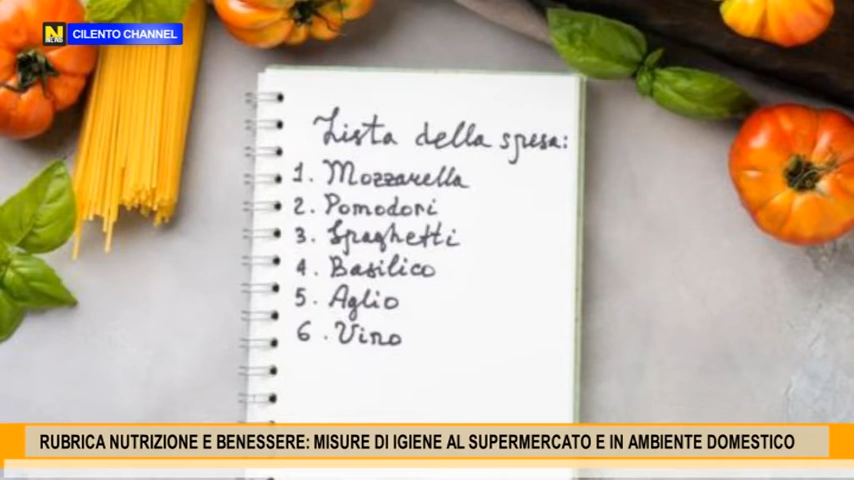 CILENTO CHANNEL
Lista della spesa:
1. Mozzarella
2. Pomodori
3. Spaghetti
4. Basilico
5. Aglio
6. Vino
RUBRICA NUTRIZIONE E BENESSERE: MISURE DI IGIENE AL SUPERMERCATO E IN AMBIENTE DOMESTICO